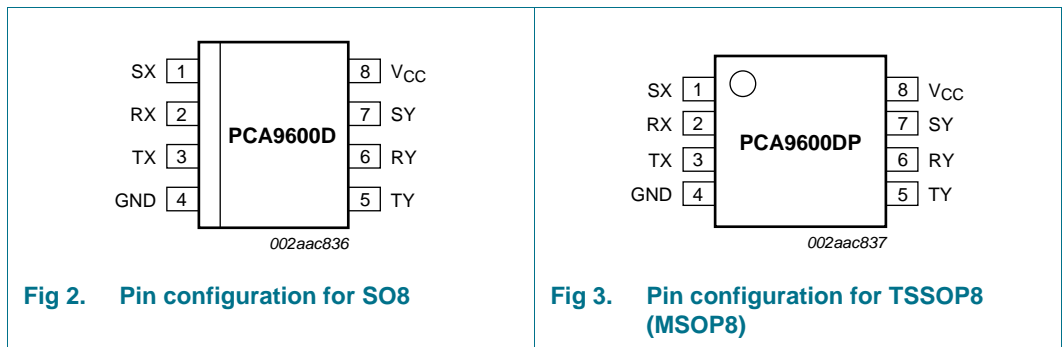 SX 1 PCA9600D 8 VCC
RX 2 7 SY
TX 3 6 RY
GND 4 5 TY
002aac836
Fig 2. Pin configuration for SO8
SX 1 PCA9600DP 8 VCC
RX 2 7 SY
TX 3 6 RY
GND 4 5 TY
002aac837
Fig 3. Pin configuration for TSSOP8
(MSOP8)